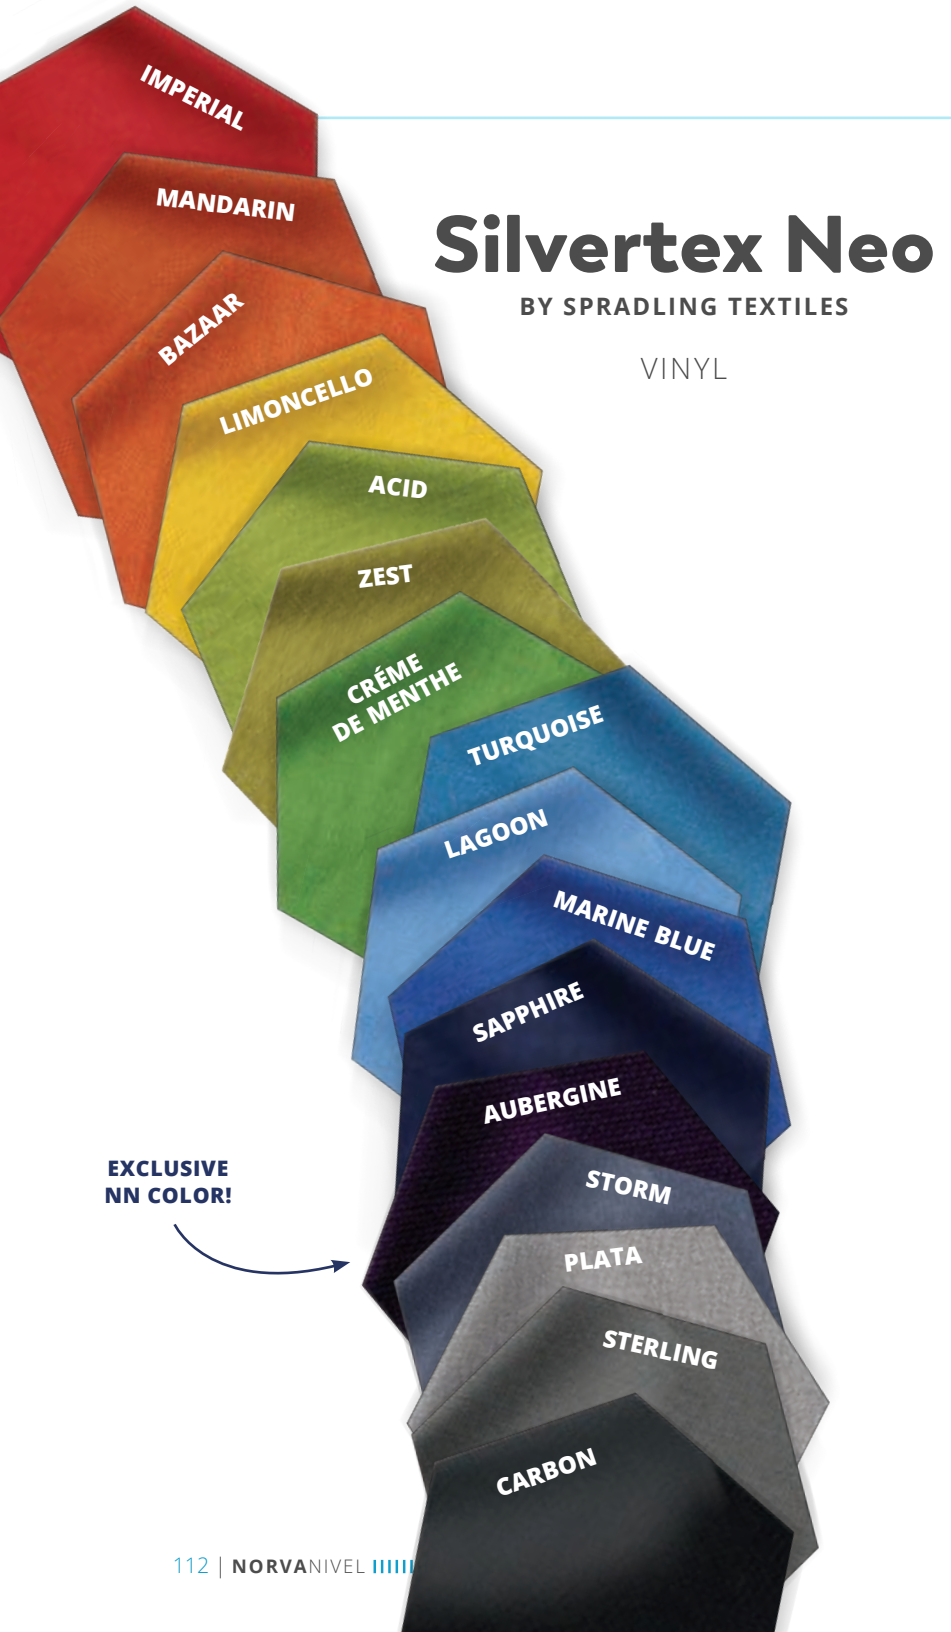 IMPERIAL
MANDARIN
Silvertex Neo
BY SPRADLING TEXTILES
VINYL
BAZAAR
LIMONCELLO
ACID
ZEST
CRÉME
DE MENTHE
TURQUOISE
LAGOON
MARINE BLUE
SAPPHIRE
AUBERGINE
EXCLUSIVE
NN COLOR!
STORM
PLATA
STERLING
CARBON
112 | NORVANIVEL